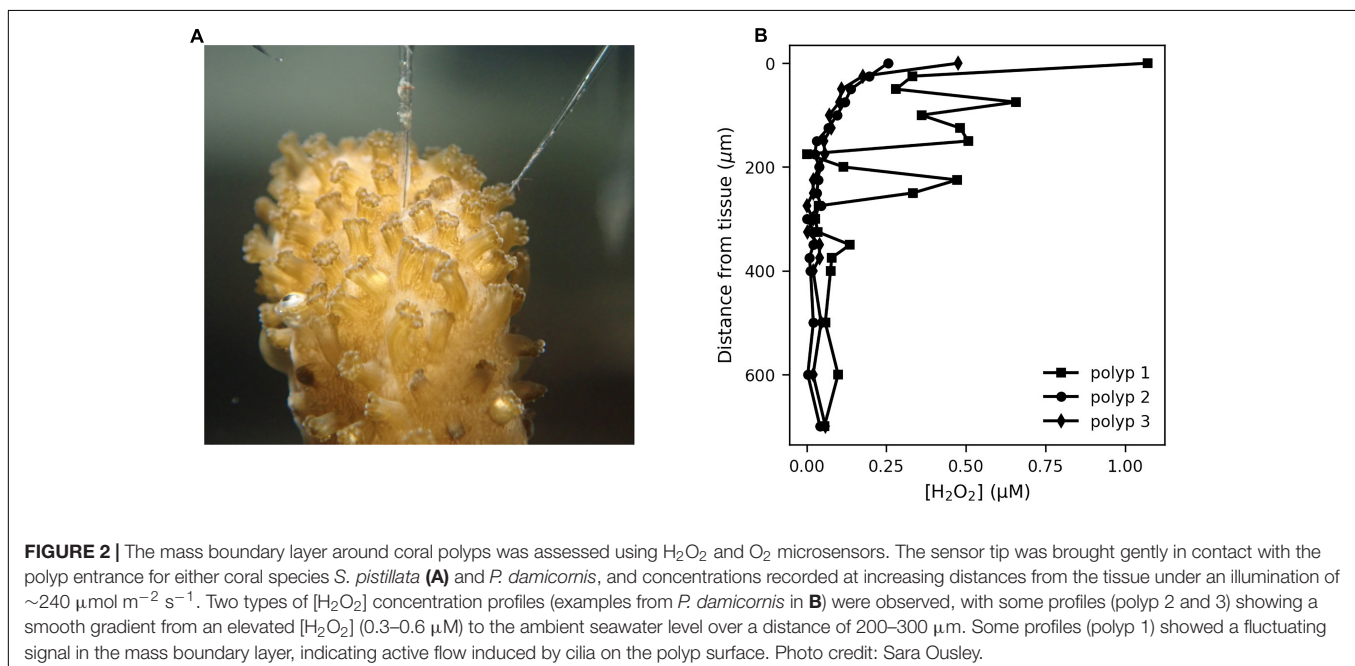 A
B
0
200
400
600
Distance from tissue (μm)
polyp 1
polyp 2
polyp 3
0.00 0.25 0.50 0.75 1.00
[H₂O₂] (μM)
FIGURE 2 | The mass boundary layer around coral polyps was assessed using H₂O₂ and O₂ microsensors. The sensor tip was brought gently in contact with the
polyp entrance for either coral species S. pistillata (A) and P. damicornis, and concentrations recorded at increasing distances from the tissue under an illumination of
~240 μmol m⁻² s⁻¹. Two types of [H₂O₂] concentration profiles (examples from P. damicornis in B) were observed, with some profiles (polyp 2 and 3) showing a
smooth gradient from an elevated [H₂O₂] (0.3–0.6 μM) to the ambient seawater level over a distance of 200–300 μm. Some profiles (polyp 1) showed a fluctuating
signal in the mass boundary layer, indicating active flow induced by cilia on the polyp surface. Photo credit: Sara Ousley.